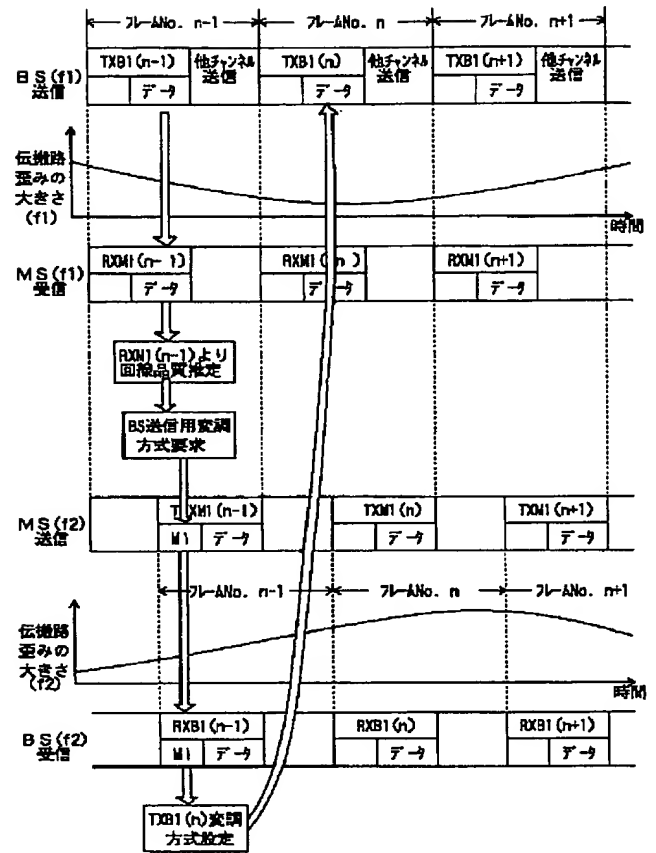 フレームNo. n-1 フレームNo. n フレームNo. n+1
BS(f1)
送信
TXB1(n-1) 他チャンネル
送信 TXB1(n) 他チャンネル
送信 TXB1(n+1) 他チャンネル
送信
データ データ データ
伝搬路
歪みの
大きさ
(f1)
時間
MS(f1)
受信
RXM1(n-1) RXM1(n) RXM1(n+1)
データ データ データ
RXM1(n-1)より
回線品質推定
BS送信用変調
方式要求
MS(f2)
送信
TXM1(n-1) TXM1(n) TXM1(n+1)
M1 データ データ データ
フレームNo. n-1 フレームNo. n フレームNo. n+1
伝搬路
歪みの
大きさ
(f2)
時間
BS(f2)
受信
RXB1(n-1) RXB1(n) RXB1(n+1)
M1 データ データ データ
TXB1(n)変調
方式設定